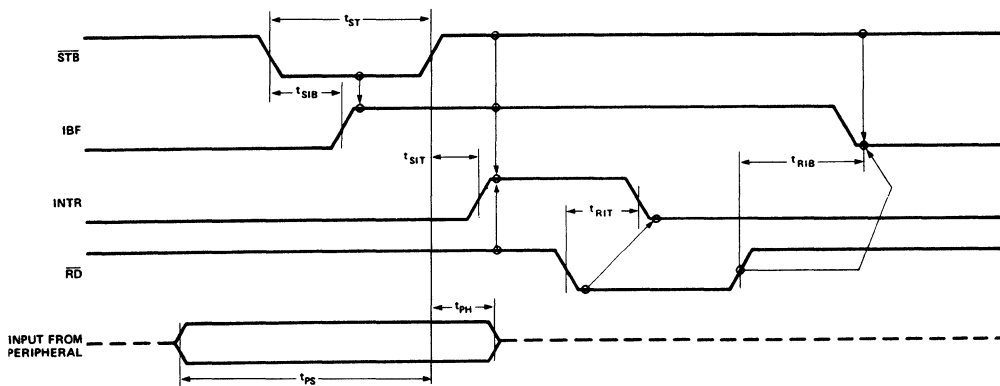 tST
STB
tSIB
IBF
tSIT
tRIB
INTR
tRIT
RD
tPH
INPUT FROM
PERIPHERAL
tPS